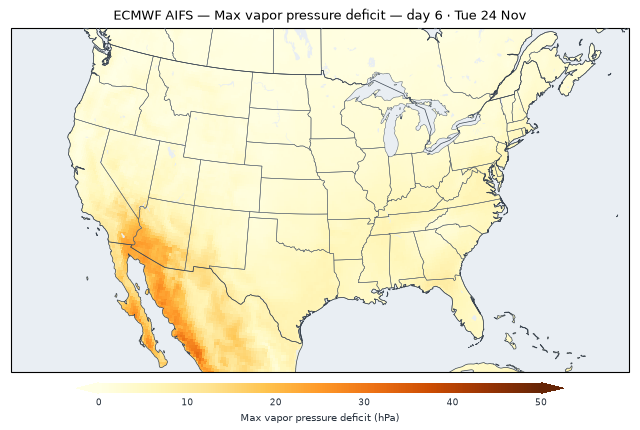 ECMWF AIFS — Max vapor pressure deficit — day 6 · Tue 24 Nov
0 10 20 30 40 50
Max vapor pressure deficit (hPa)